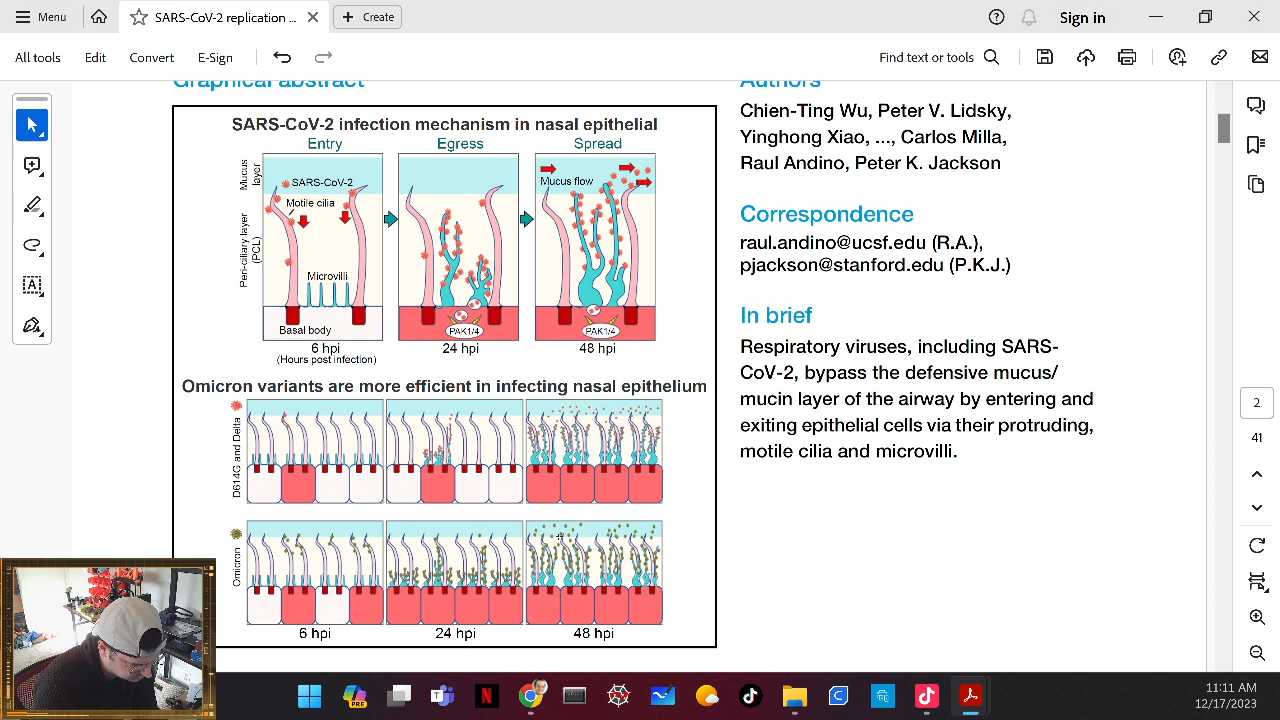 Menu
SARS-CoV-2 replication ...
Create
Sign in
All tools
Edit
Convert
E-Sign
Find text or tools
Graphical abstract
SARS-CoV-2 infection mechanism in nasal epithelial
Entry
Egress
Spread
Mucus
layer
SARS-CoV-2
Mucus flow
Motile cilia
Peri-ciliary layer
(PCL)
Microvilli
Basal body
PAK1/4
PAK1/4
6 hpi
24 hpi
48 hpi
(Hours post infection)
Omicron variants are more efficient in infecting nasal epithelium
D614G and Delta
Omicron
6 hpi
24 hpi
48 hpi
Authors
Chien-Ting Wu, Peter V. Lidsky,
Yinghong Xiao, ..., Carlos Milla,
Raul Andino, Peter K. Jackson
Correspondence
raul.andino@ucsf.edu (R.A.),
pjackson@stanford.edu (P.K.J.)
In brief
Respiratory viruses, including SARS-
CoV-2, bypass the defensive mucus/
mucin layer of the airway by entering and
exiting epithelial cells via their protruding,
motile cilia and microvilli.
2
41
PRE
11:11 AM
12/17/2023